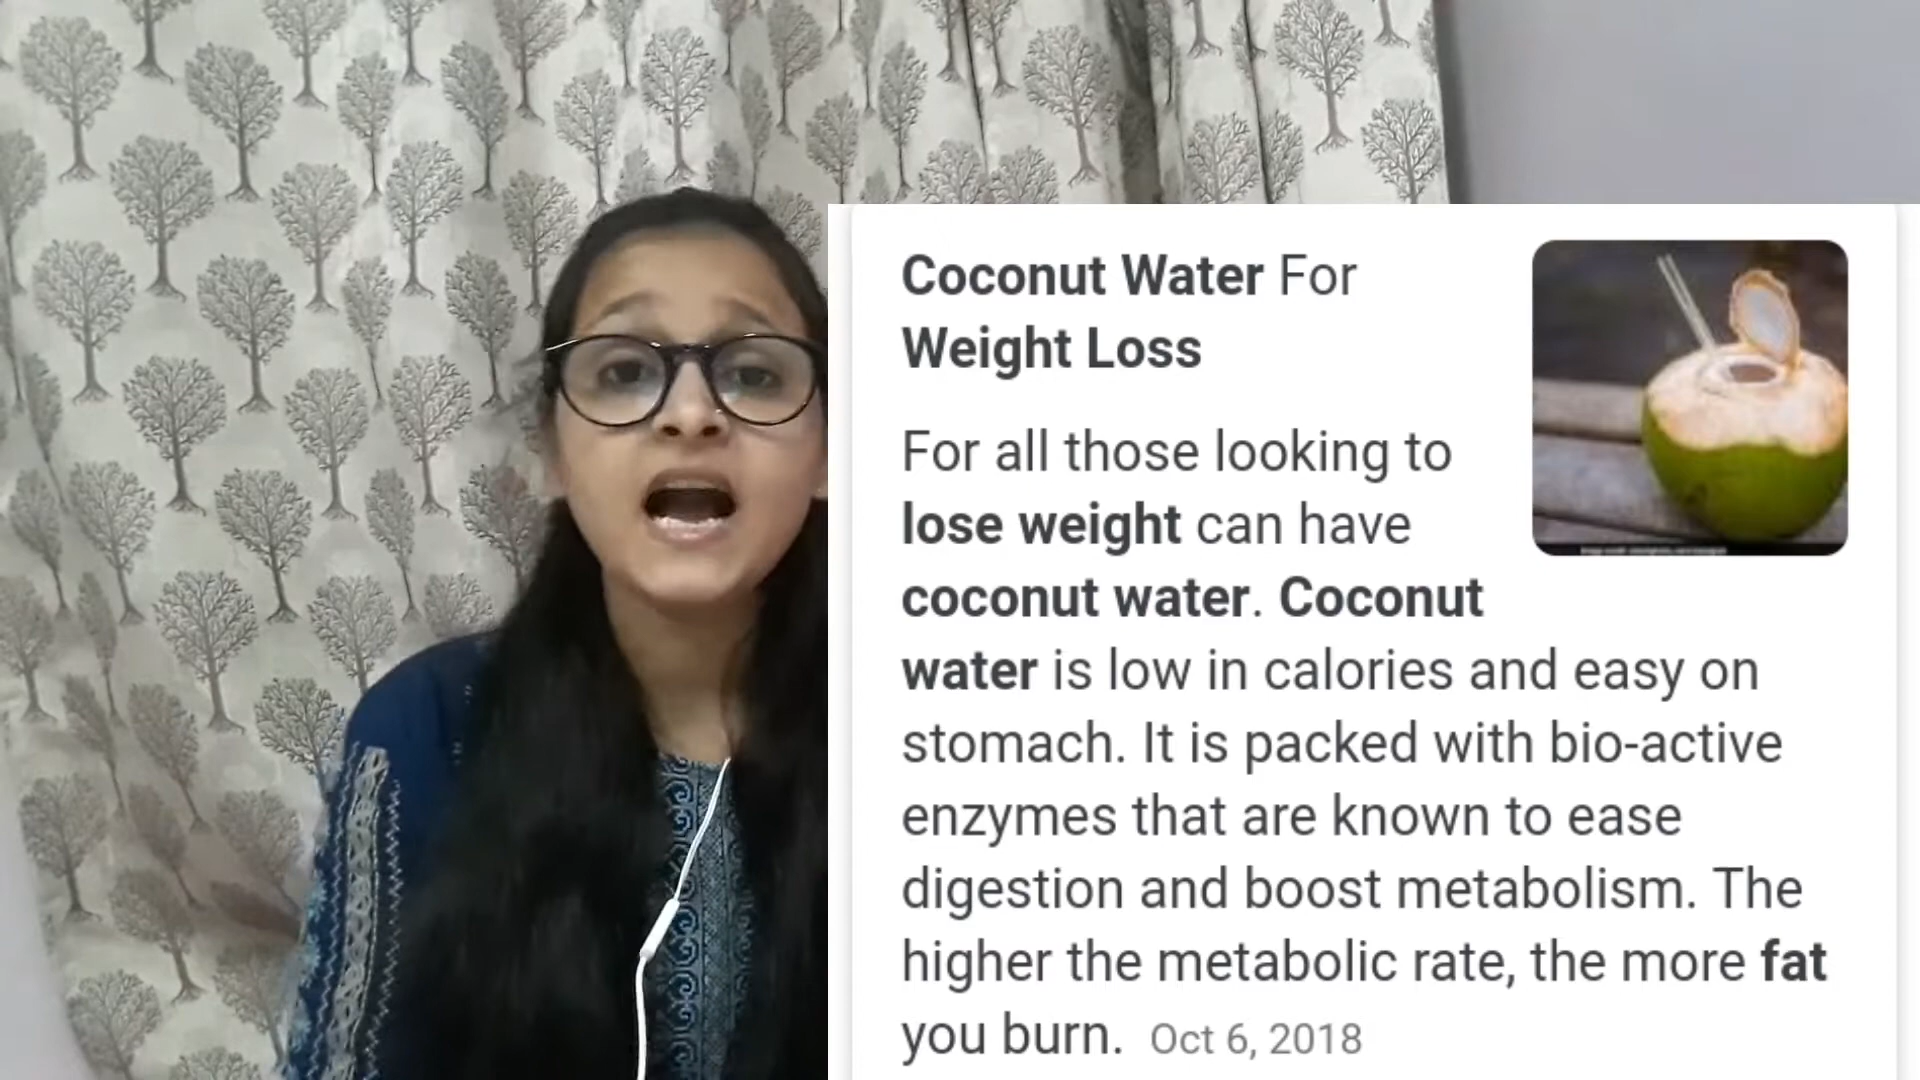 Coconut Water For
Weight Loss
For all those looking to
lose weight can have
coconut water. Coconut
water is low in calories and easy on
stomach. It is packed with bio-active
enzymes that are known to ease
digestion and boost metabolism. The
higher the metabolic rate, the more fat
you burn. Oct 6, 2018